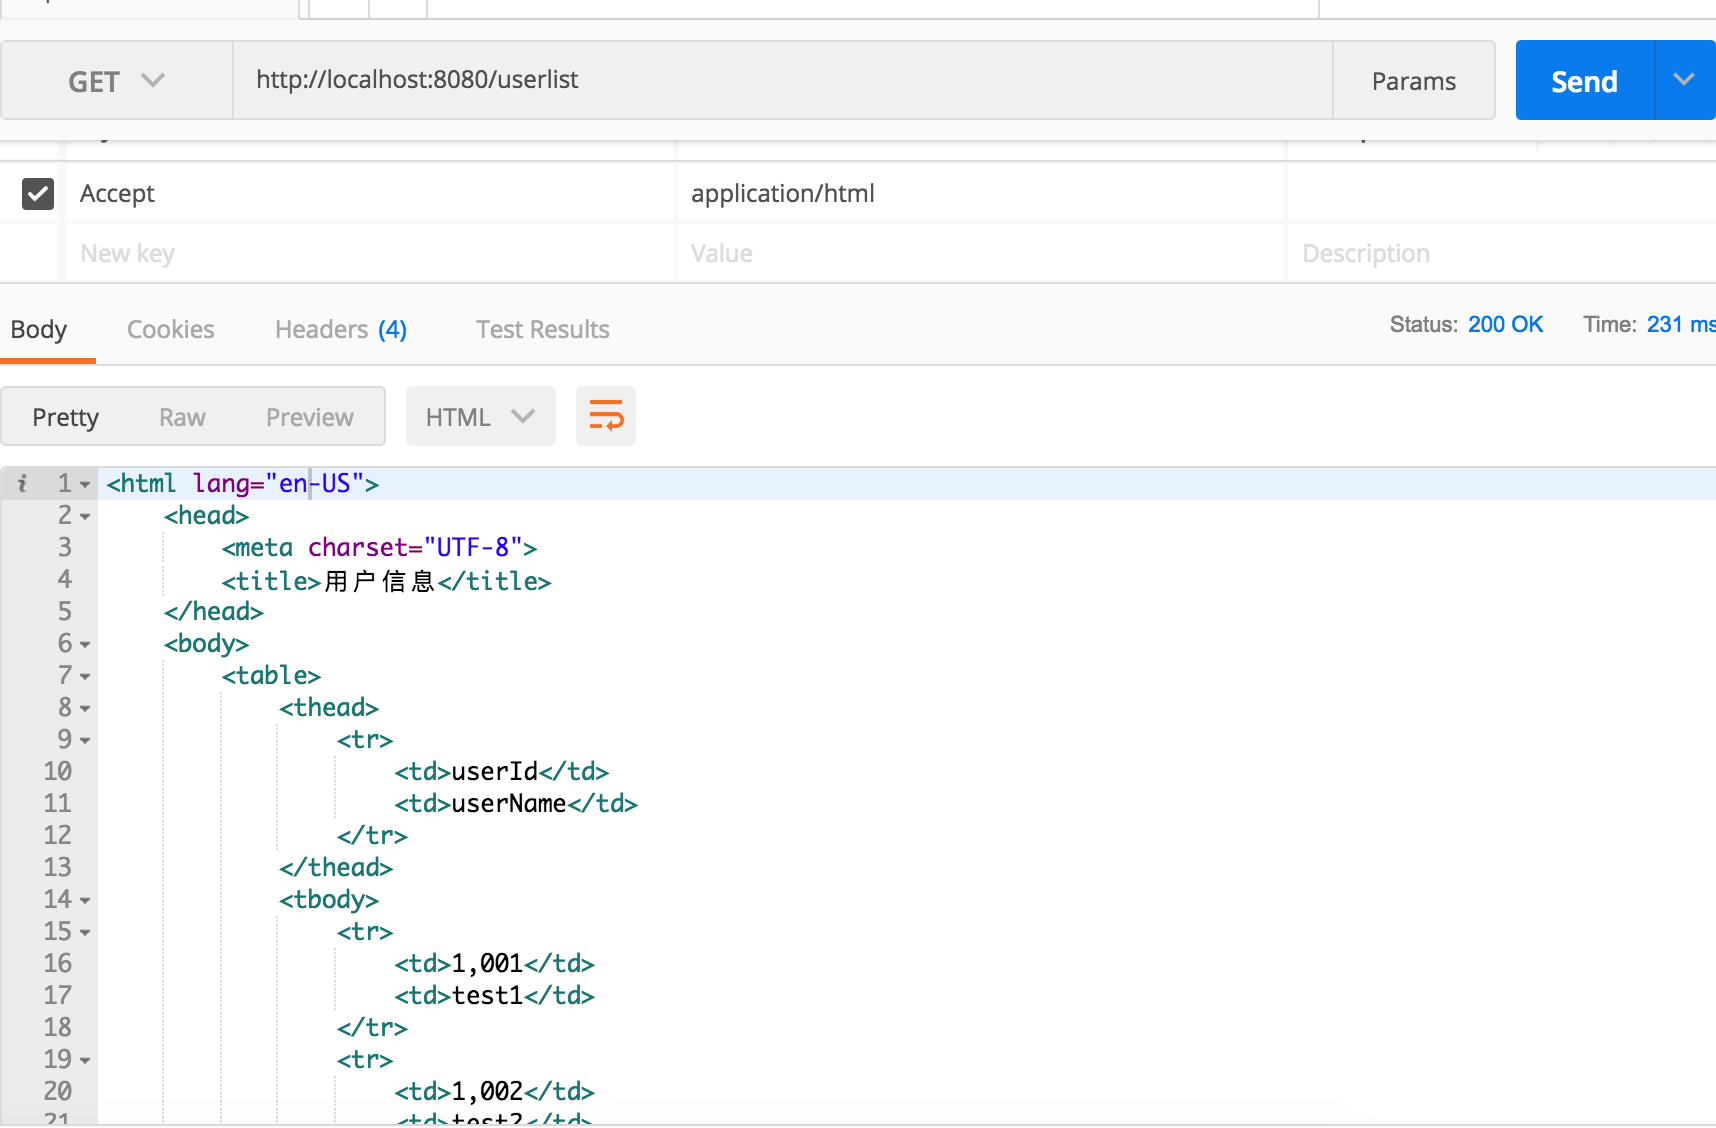 GET http://localhost:8080/userlist Params Send
Accept application/html
New key Value Description
Body Cookies Headers (4) Test Results Status: 200 OK Time: 231 ms
Pretty Raw Preview HTML
i 1 <html lang="en-US">
2 <head>
3 <meta charset="UTF-8">
4 <title>用户信息</title>
5 </head>
6 <body>
7 <table>
8 <thead>
9 <tr>
10 <td>userId</td>
11 <td>userName</td>
12 </tr>
13 </thead>
14 <tbody>
15 <tr>
16 <td>1,001</td>
17 <td>test1</td>
18 </tr>
19 <tr>
20 <td>1,002</td>
21 <td>test2</td>